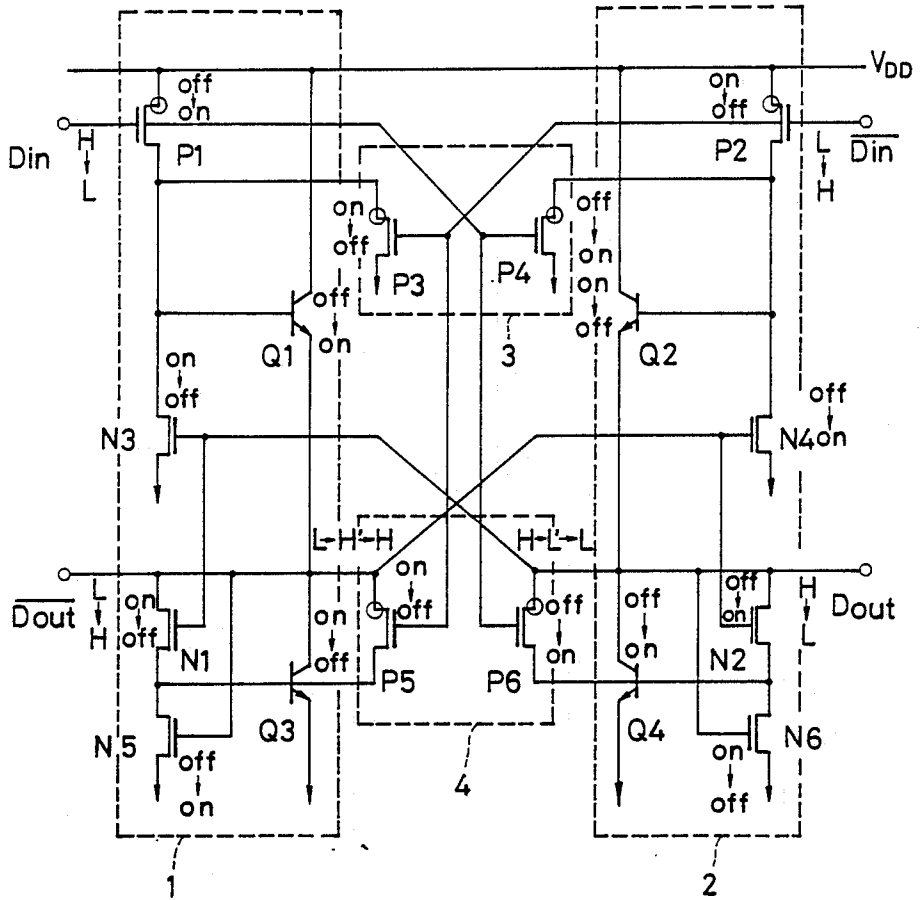 off
on
on
off
VDD
Din
H
L
P1
P2
L
H
Din
on
off
P3
off
on
P4
off
on
Q1
on
off
Q2
3
on
off
N3
off
on
N4
L H' H
H L' L
Dout
L
H
on
off
N1
on
off
P5
off
on
P6
off
on
N2
H
L
Dout
on
off
Q3
off
on
Q4
N5
off
on
N6
on
off
4
1
2